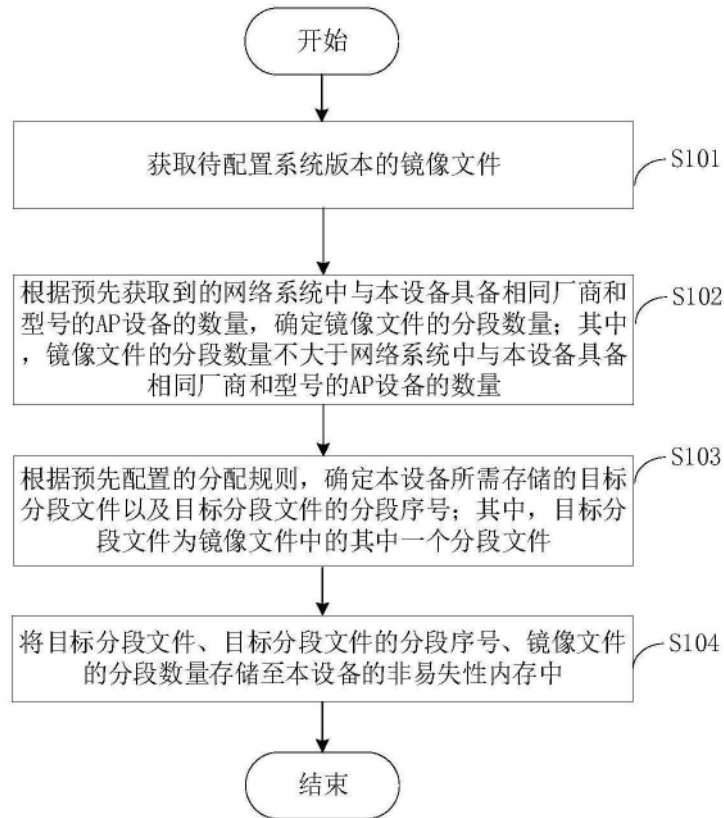 开始
获取待配置系统版本的镜像文件
S101
根据预先获取到的网络系统中与本设备具备相同厂商和
型号的AP设备的数量，确定镜像文件的分段数量；其中
，镜像文件的分段数量不大于网络系统中与本设备具备
相同厂商和型号的AP设备的数量
S102
根据预先配置的分配规则，确定本设备所需存储的目标
分段文件以及目标分段文件的分段序号；其中，目标分
段文件为镜像文件中的其中一个分段文件
S103
将目标分段文件、目标分段文件的分段序号、镜像文件
的分段数量存储至本设备的非易失性内存中
S104
结束